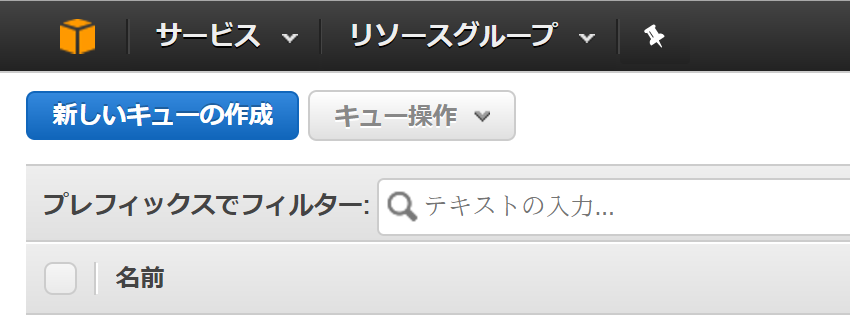 サービス リソースグループ
新しいキューの作成 キュー操作
プレフィックスでフィルター: テキストの入力...
名前